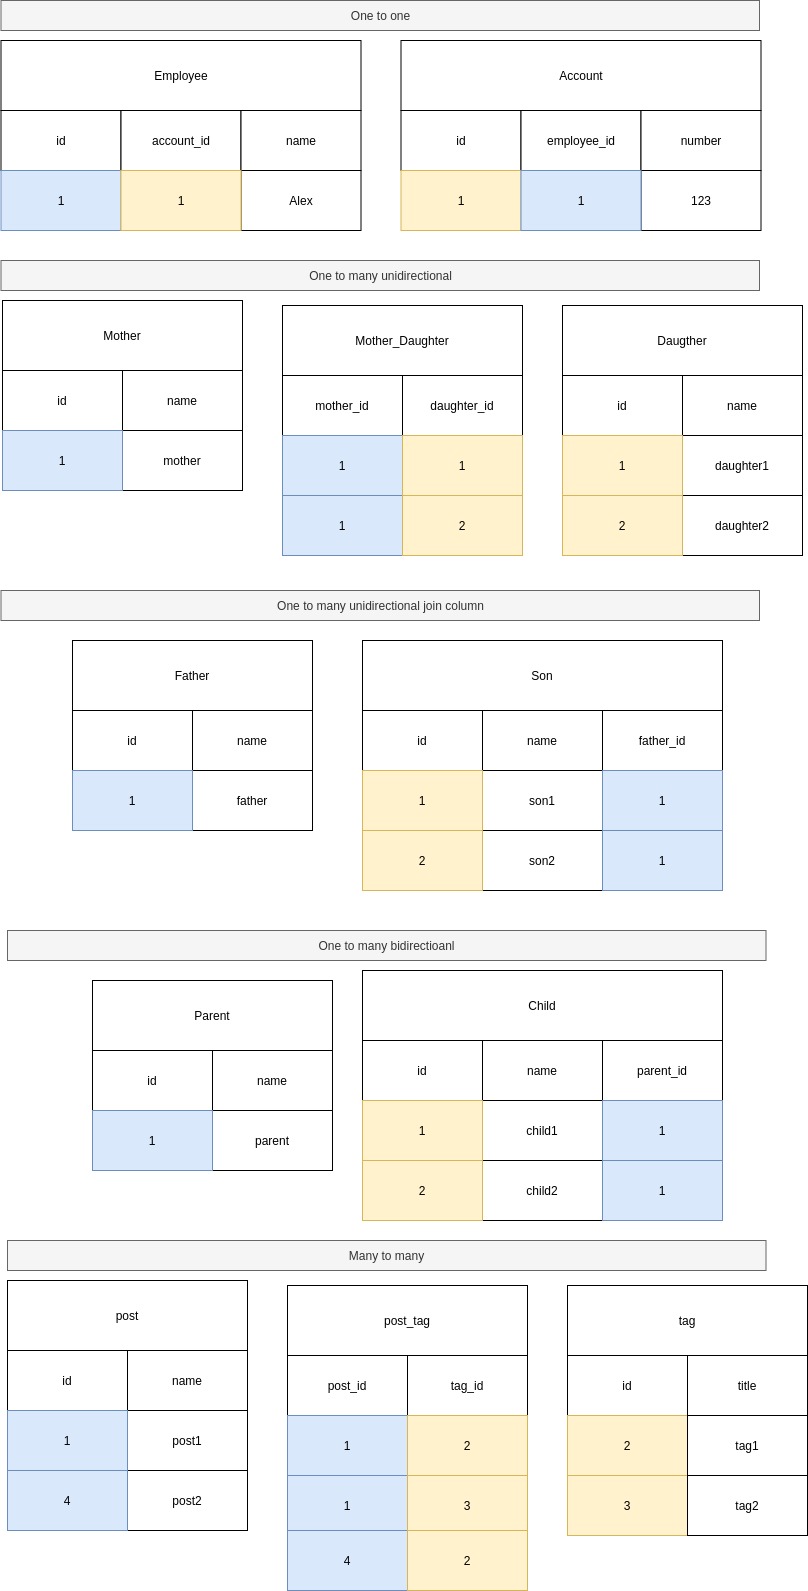 One to one
Employee Account
id account_id name id employee_id number
1 1 Alex 1 1 123
One to many unidirectional
Mother Mother_Daughter Daugther
id name mother_id daughter_id id name
1 mother 1 1 1 daughter1
1 2 2 daughter2
One to many unidirectional join column
Father Son
id name id name father_id
1 father 1 son1 1
2 son2 1
One to many bidirectioanl
Parent Child
id name id name parent_id
1 parent 1 child1 1
2 child2 1
Many to many
post post_tag tag
id name post_id tag_id id title
1 post1 1 2 2 tag1
4 post2 1 3 3 tag2
4 2